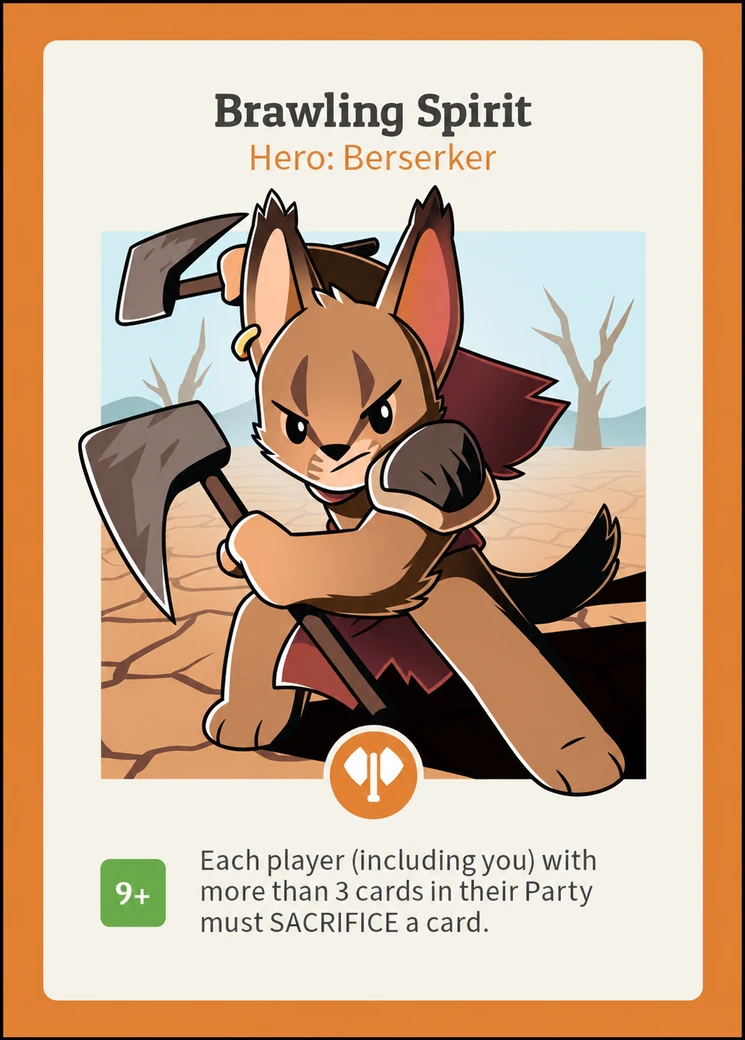 Brawling Spirit
Hero: Berserker
9+
Each player (including you) with
more than 3 cards in their Party
must SACRIFICE a card.